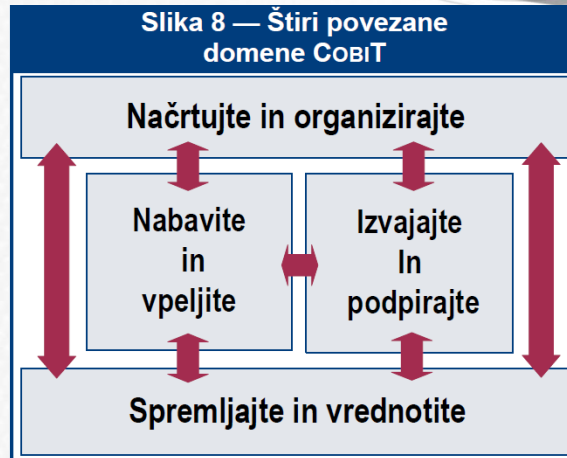 Slika 8 — Štiri povezane
domene COBIT
Načrtujte in organizirajte
Nabavite
in
vpeljite
Izvajajte
In
podpirajte
Spremljajte in vrednotite